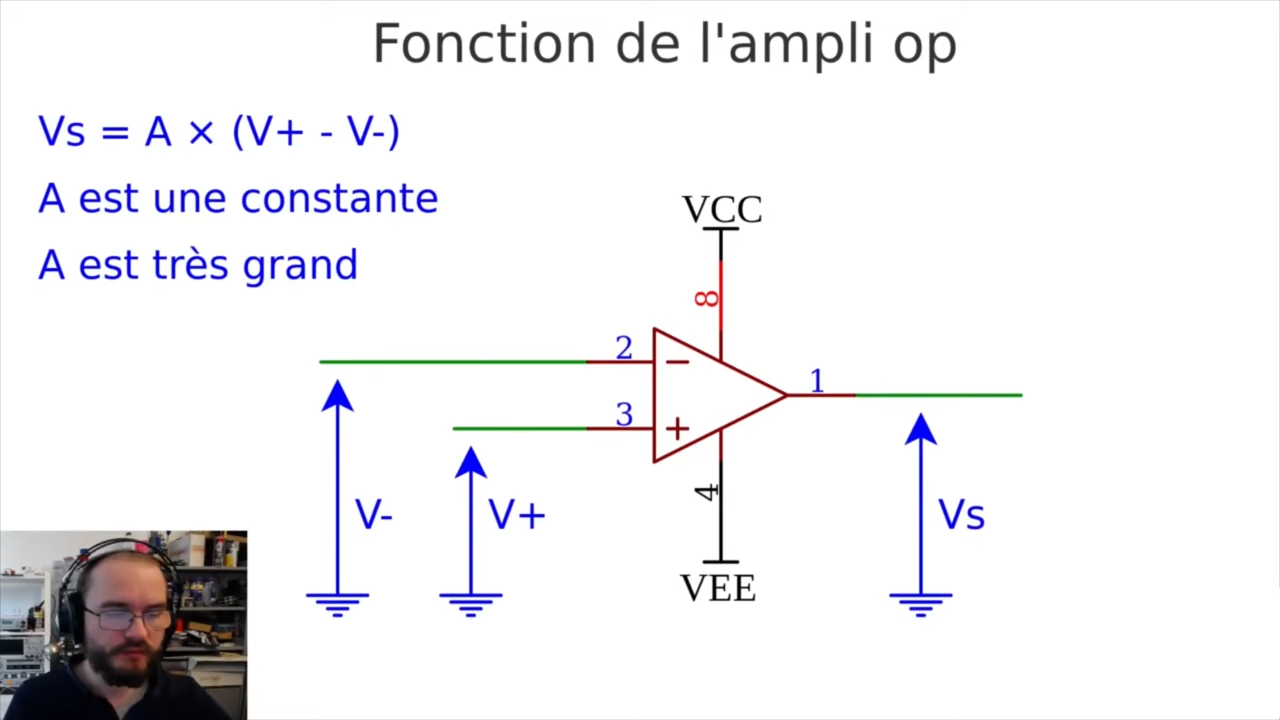 Fonction de l'ampli op
Vs = A × (V+ - V-)
A est une constante
A est très grand
VCC
8
2
−
1
3
+
4
V-
V+
Vs
VEE